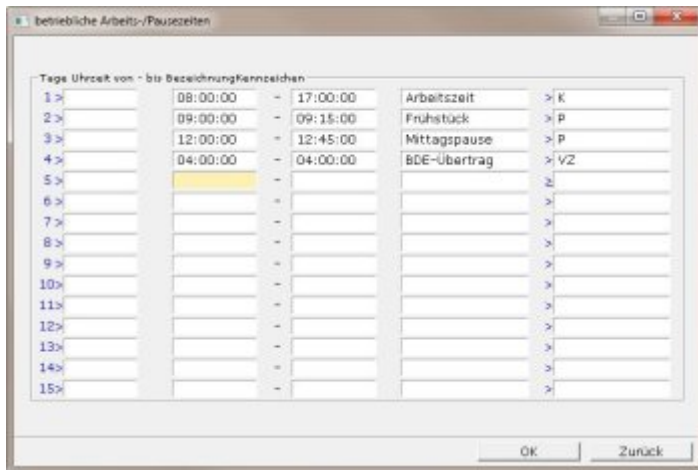 betriebliche Arbeits-/Pausezeiten
Tage Uhrzeit von - bis BezeichnungKennzeichen
1> 08:00:00 - 17:00:00 Arbeitszeit > K
2> 09:00:00 - 09:15:00 Frühstück > P
3> 12:00:00 - 12:45:00 Mittagspause > P
4> 04:00:00 - 04:00:00 BDE-Übertrag > VZ
5> - >
6> - >
7> - >
8> - >
9> - >
10> - >
11> - >
12> - >
13> - >
14> - >
15> - >
OK Zurück